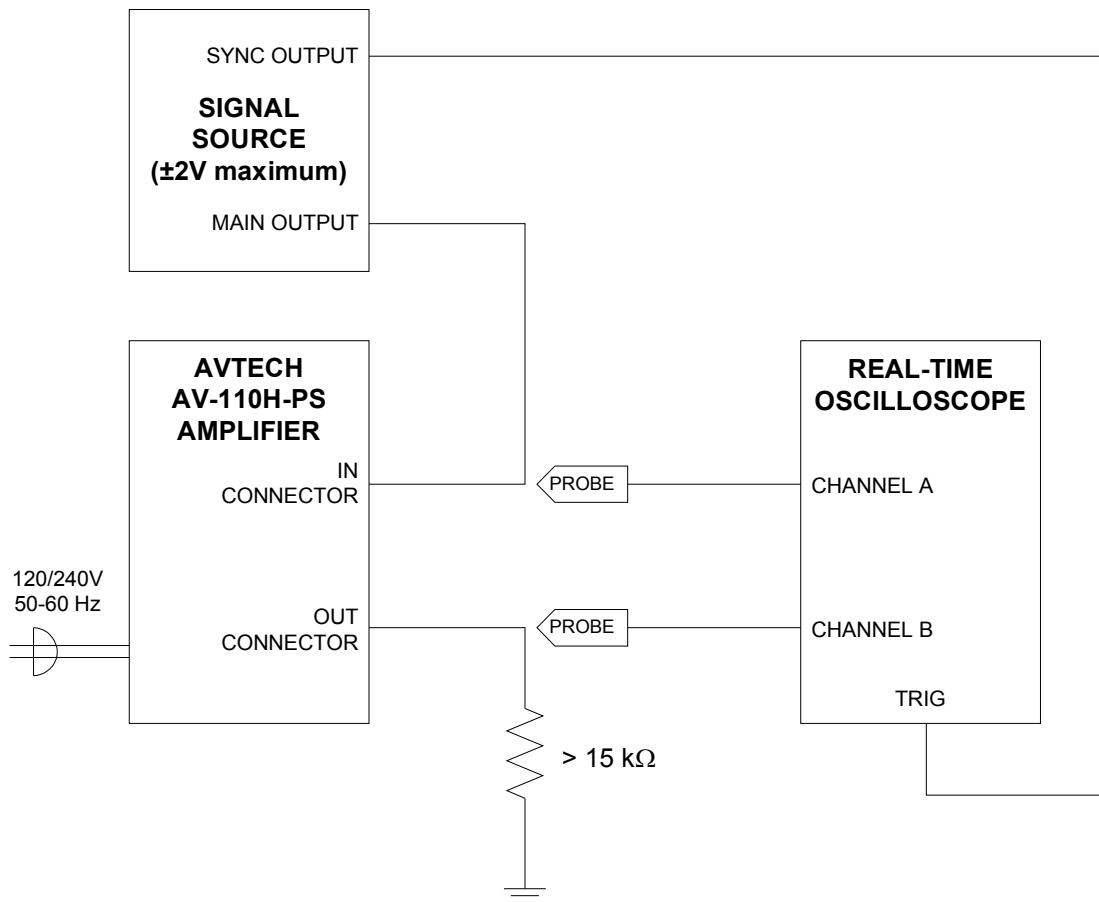 SYNC OUTPUT
SIGNAL
SOURCE
(±2V maximum)
MAIN OUTPUT
AVTECH
AV-110H-PS
AMPLIFIER
IN
CONNECTOR
OUT
CONNECTOR
120/240V
50-60 Hz
PROBE
PROBE
> 15 kΩ
REAL-TIME
OSCILLOSCOPE
CHANNEL A
CHANNEL B
TRIG